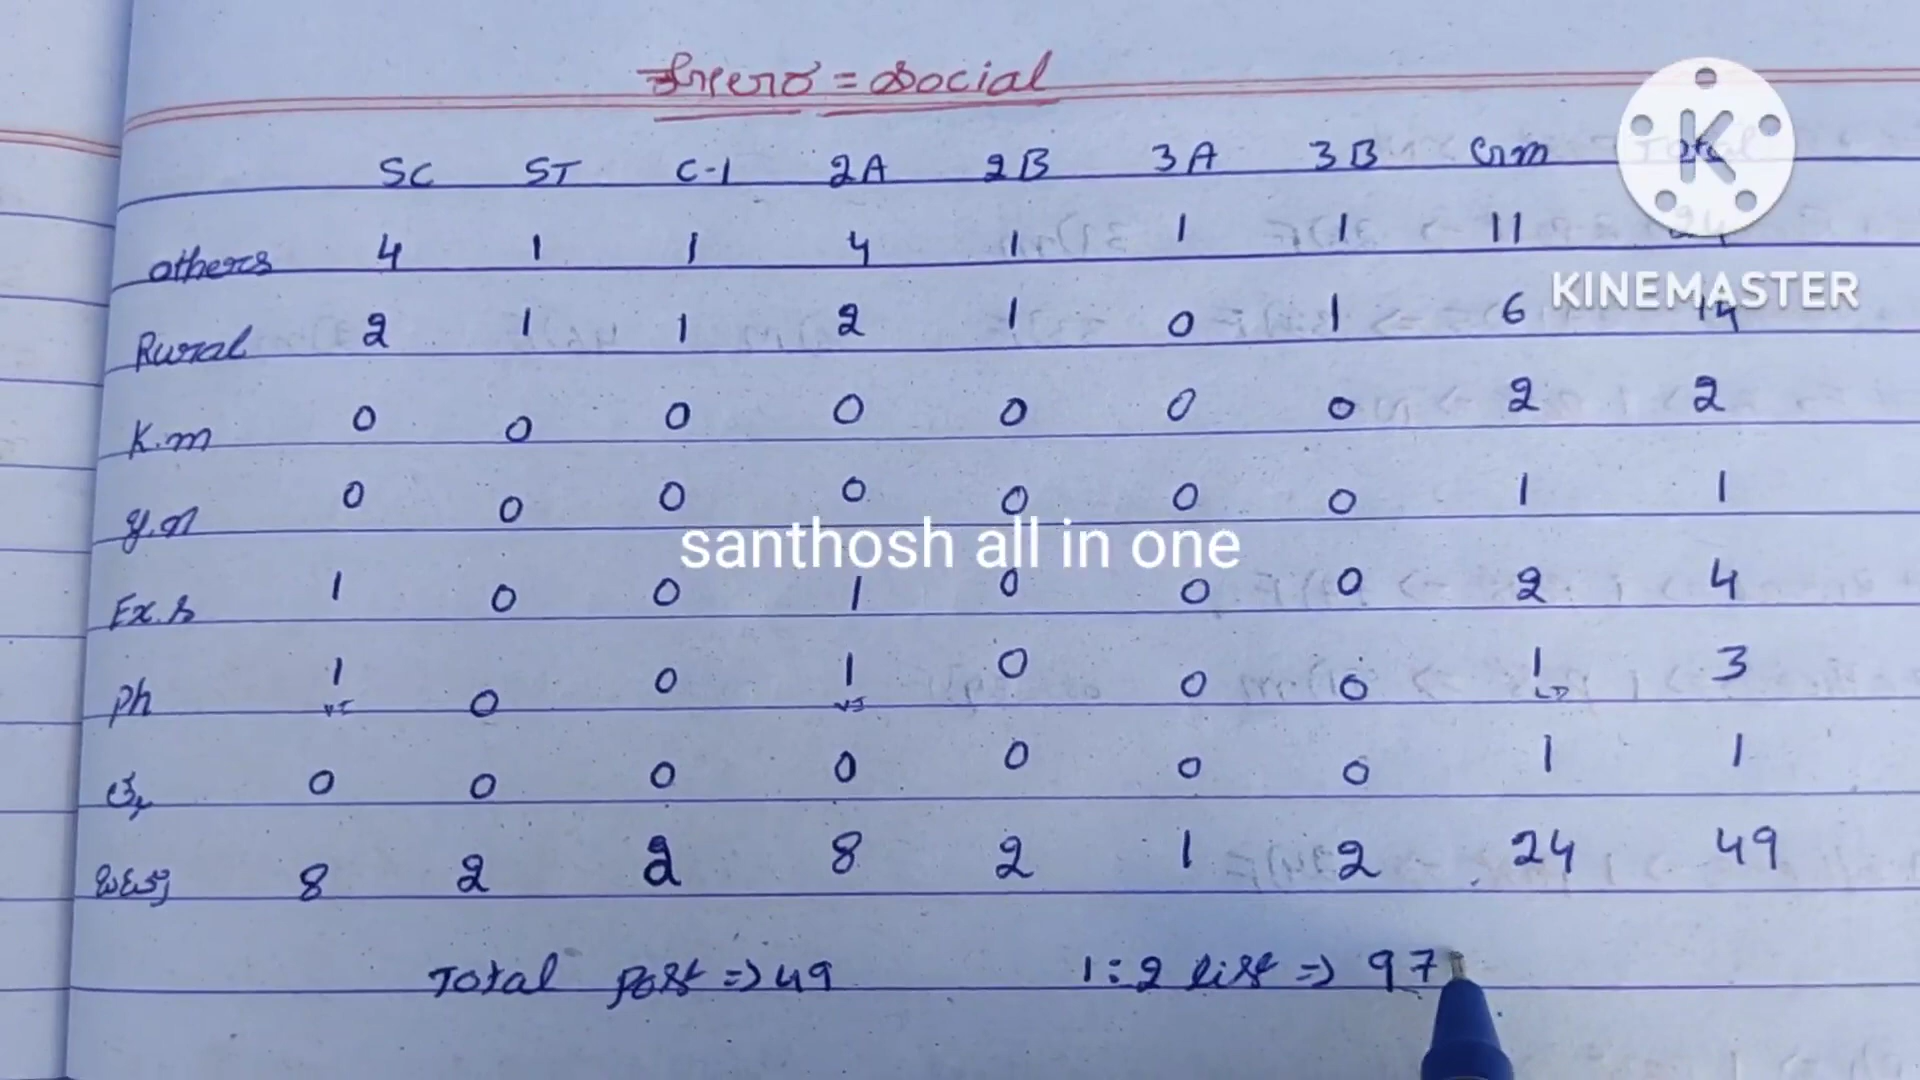 = Social
SC ST C-1 2A 2B 3A 3B Gm
others 4 1 1 4 1 1 1 11 24
KINEMASTER
Rural 2 1 1 2 1 0 1 6 14
K.m 0 0 0 0 0 0 0 2 2
0 0 0 0 0 0 0 1 1
santhosh all in one
Ex.s 1 0 0 1 0 0 0 2 4
Ph 1 0 0 1 0 0 0 1 3
0 0 0 0 0 0 0 1 1
ಒಟ್ಟು 8 2 2 8 2 1 2 24 49
Total Post => 49 1:2 list => 97